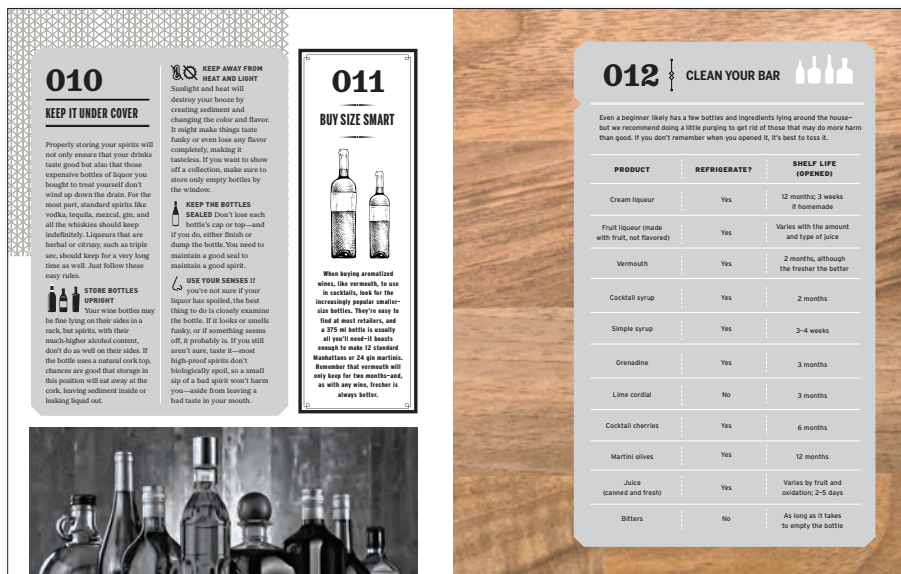 010
KEEP IT UNDER COVER
Properly storing your spirits will
not only ensure that your drinks
taste good but also that those
expensive bottles of liquor you
bought to treat yourself don't
wind up down the drain. For the
most part, standard spirits like
vodka, tequila, mezcal, gin, and
all the whiskies should keep
indefinitely. Liqueurs that are
herbal or citrusy, such as triple
sec, should keep for a very long
time as well. Just follow these
easy rules.
STORE BOTTLES
UPRIGHT
Your wine bottles may
be fine lying on their sides in a
rack, but spirits, with their
much-higher alcohol content,
don't do as well on their sides. If
the bottle uses a natural cork top,
chances are good that storage in
this position will eat away at the
cork, leaving sediment inside or
leaking liquid out.
KEEP AWAY FROM
HEAT AND LIGHT
Sunlight and heat will
destroy your booze by
creating sediment and
changing the color and flavor.
It might make things taste
funky or even lose any flavor
completely, making it
tasteless. If you want to show
off a collection, make sure to
store only empty bottles by
the window.
KEEP THE BOTTLES
SEALED Don't lose each
bottle's cap or top—and
if you do, either finish or
dump the bottle. You need to
maintain a good seal to
maintain a good spirit.
USE YOUR SENSES If
you're not sure if your
liquor has spoiled, the best
thing to do is closely examine
the bottle. If it looks or smells
funky, or if something seems
off, it probably is. If you still
aren't sure, taste it—most
high-proof spirits don't
biologically spoil, so a small
sip of a bad spirit won't harm
you—aside from leaving a
bad taste in your mouth.
011
BUY SIZE SMART
When buying aromatized
wines, like vermouth, to use
in cocktails, look for the
increasingly popular smaller-
size bottles. They're easy to
find at most retailers, and
a 375 ml bottle is usually
all you'll need—it boasts
enough to make 12 standard
Manhattans or 24 gin martinis.
Remember that vermouth will
only keep for two months—and,
as with any wine, fresher is
always better.
012 CLEAN YOUR BAR
Even a beginner likely has a few bottles and ingredients lying around the house—
but we recommend doing a little purging to get rid of those that may do more harm
than good. If you don't remember when you opened it, it's best to toss it.
PRODUCT REFRIGERATE? SHELF LIFE
(OPENED)
Cream liqueur Yes 12 months; 3 weeks
if homemade
Fruit liqueur (made
with fruit, not flavored) Yes Varies with the amount
and type of juice
Vermouth Yes 2 months, although
the fresher the better
Cocktail syrup Yes 2 months
Simple syrup Yes 3–4 weeks
Grenadine Yes 3 months
Lime cordial No 3 months
Cocktail cherries Yes 6 months
Martini olives Yes 12 months
Juice
(canned and fresh) Yes Varies by fruit and
oxidation; 2–5 days
Bitters No As long as it takes
to empty the bottle